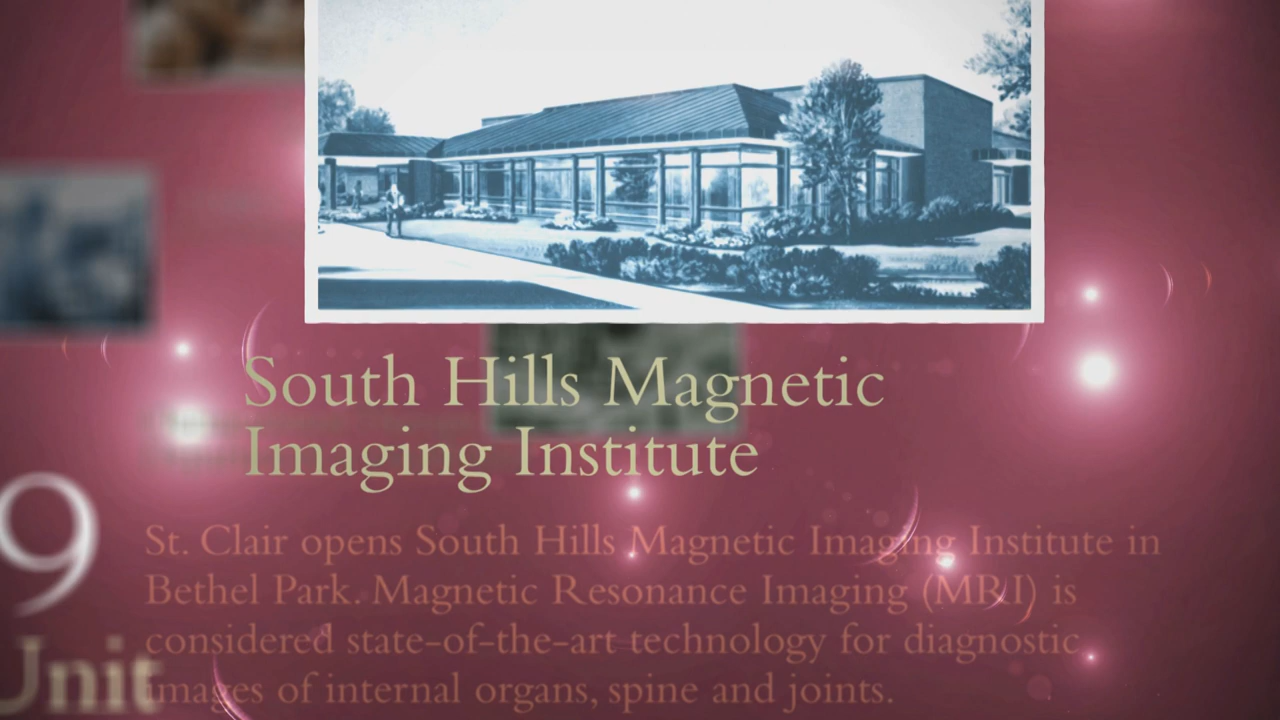 South Hills Magnetic
Imaging Institute
9
St. Clair opens South Hills Magnetic Imaging Institute in
Bethel Park. Magnetic Resonance Imaging (MRI) is
considered state-of-the-art technology for diagnostic
Unit
images of internal organs, spine and joints.